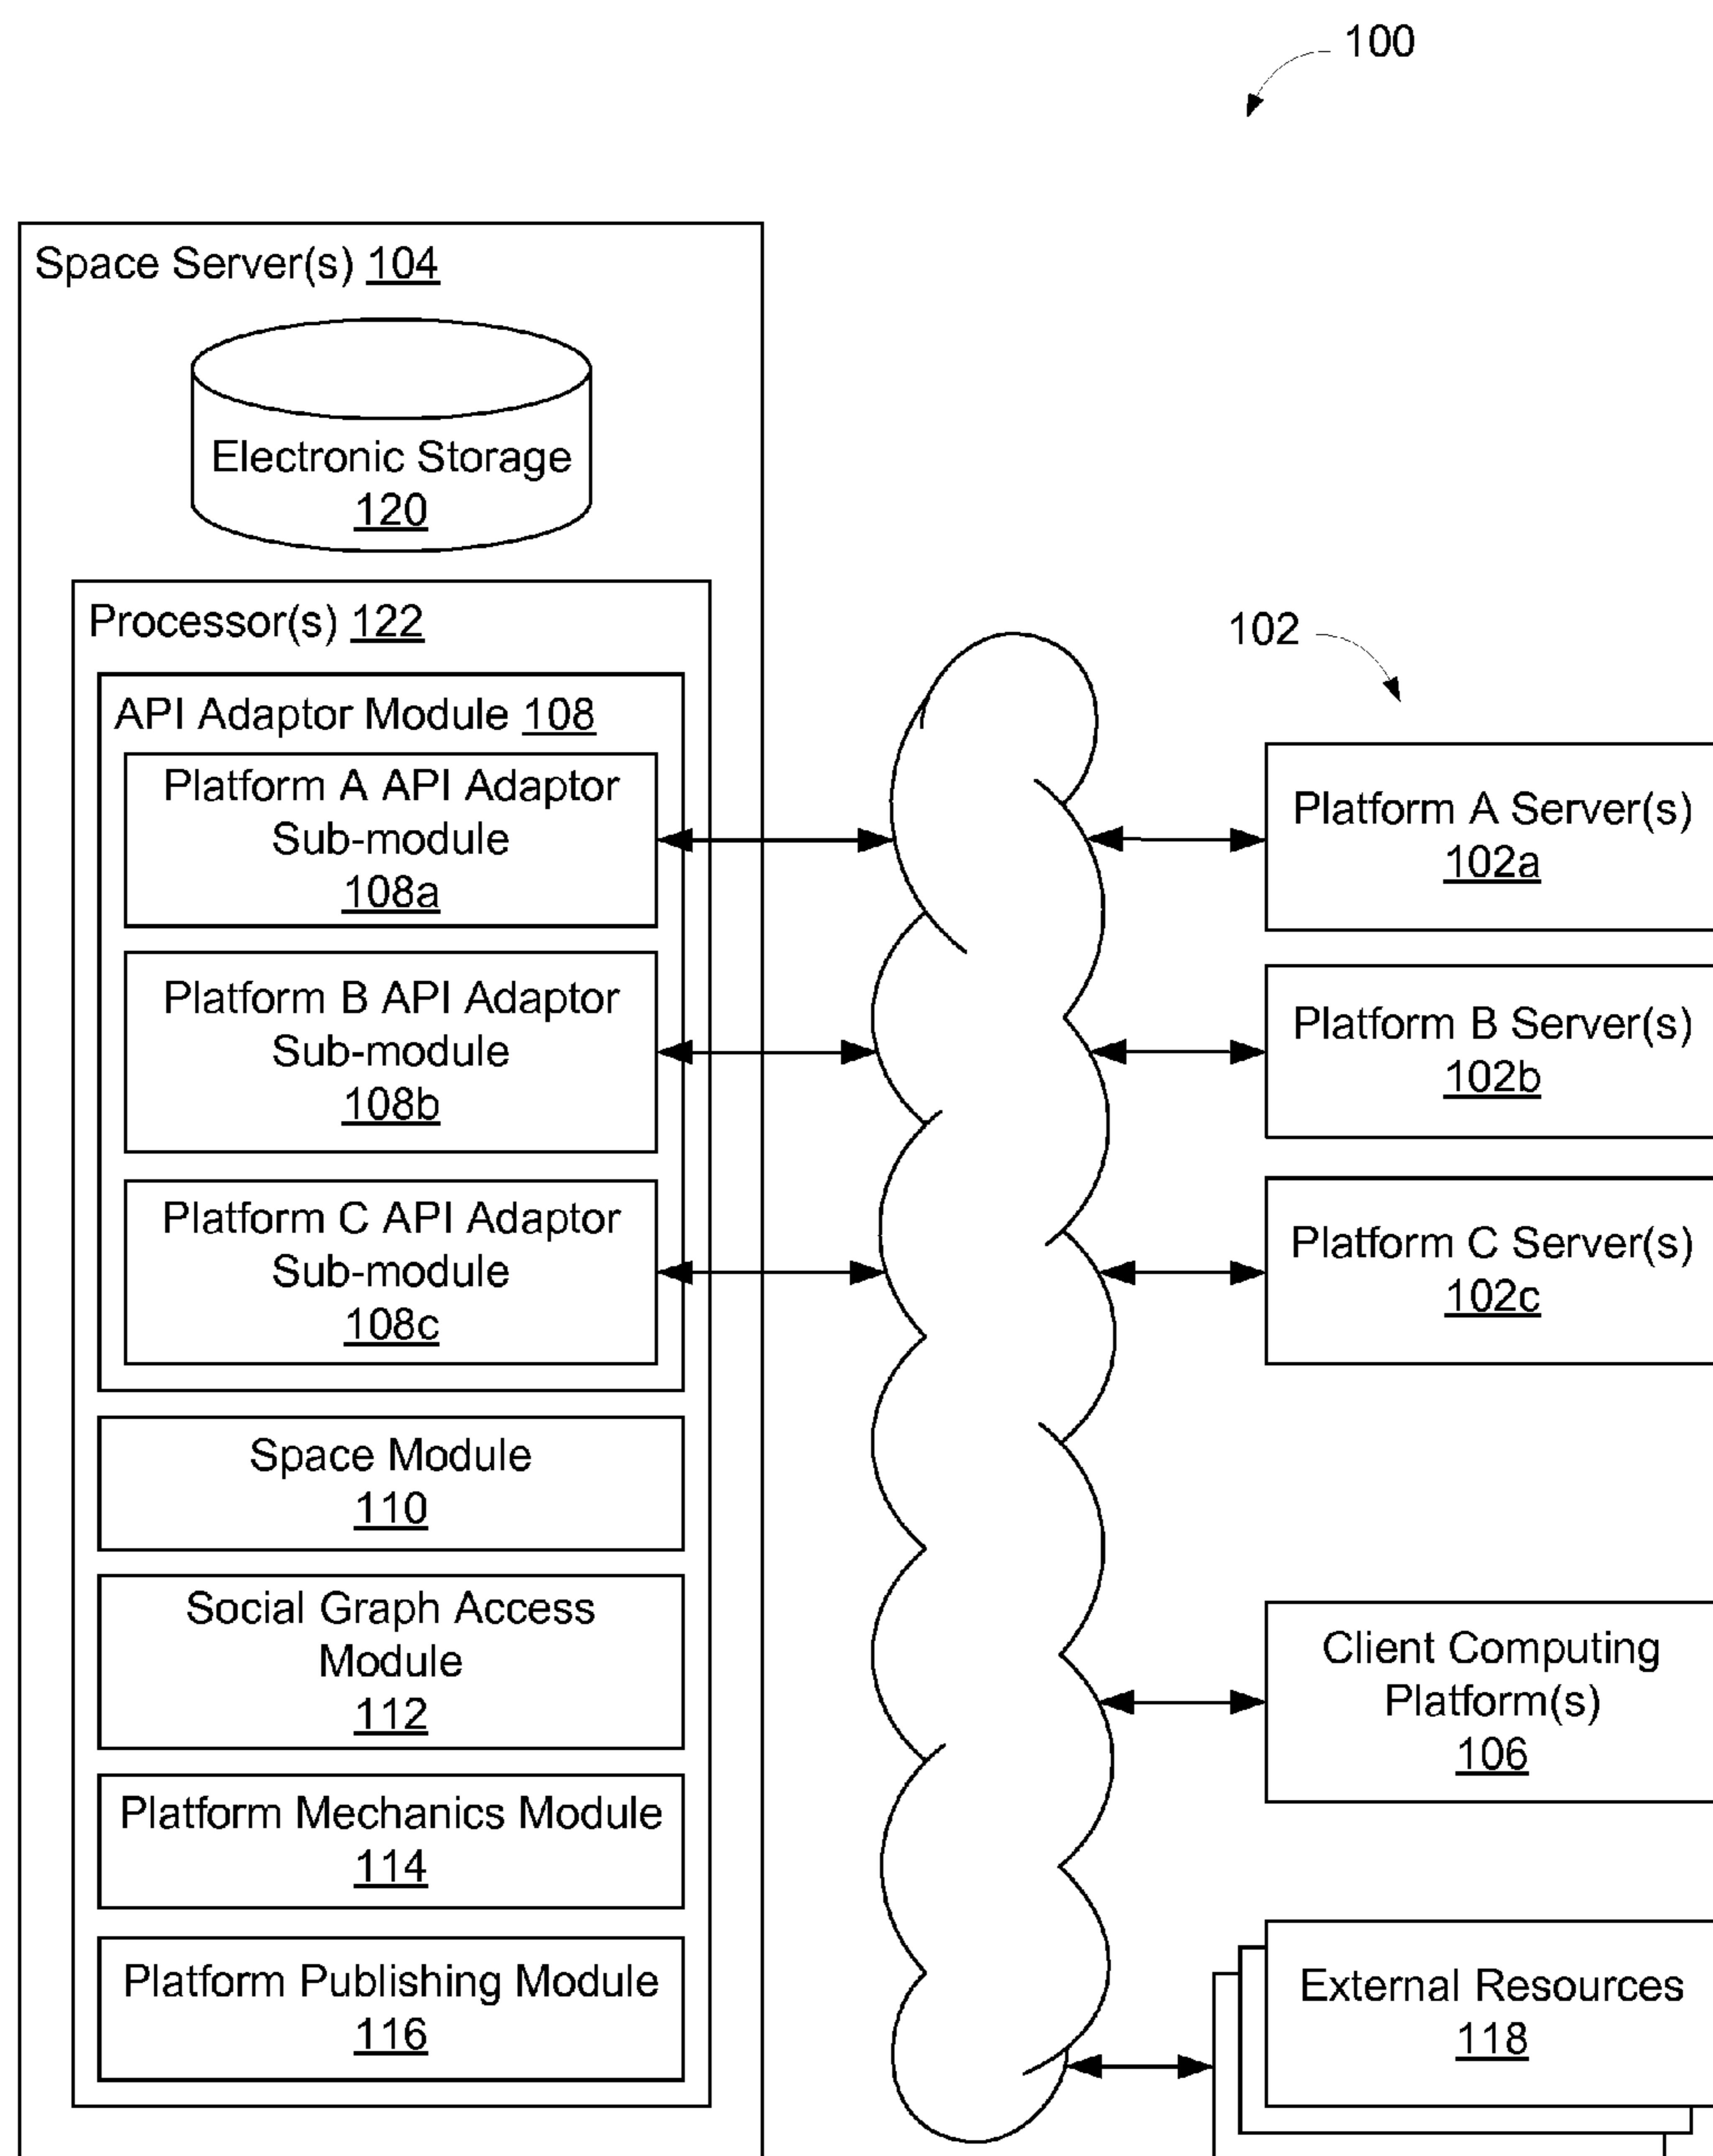 100
Space Server(s) 104
Electronic Storage
120
Processor(s) 122
API Adaptor Module 108
Platform A API Adaptor
Sub-module
108a
Platform B API Adaptor
Sub-module
108b
Platform C API Adaptor
Sub-module
108c
Space Module
110
Social Graph Access
Module
112
Platform Mechanics Module
114
Platform Publishing Module
116
102
Platform A Server(s)
102a
Platform B Server(s)
102b
Platform C Server(s)
102c
Client Computing
Platform(s)
106
External Resources
118